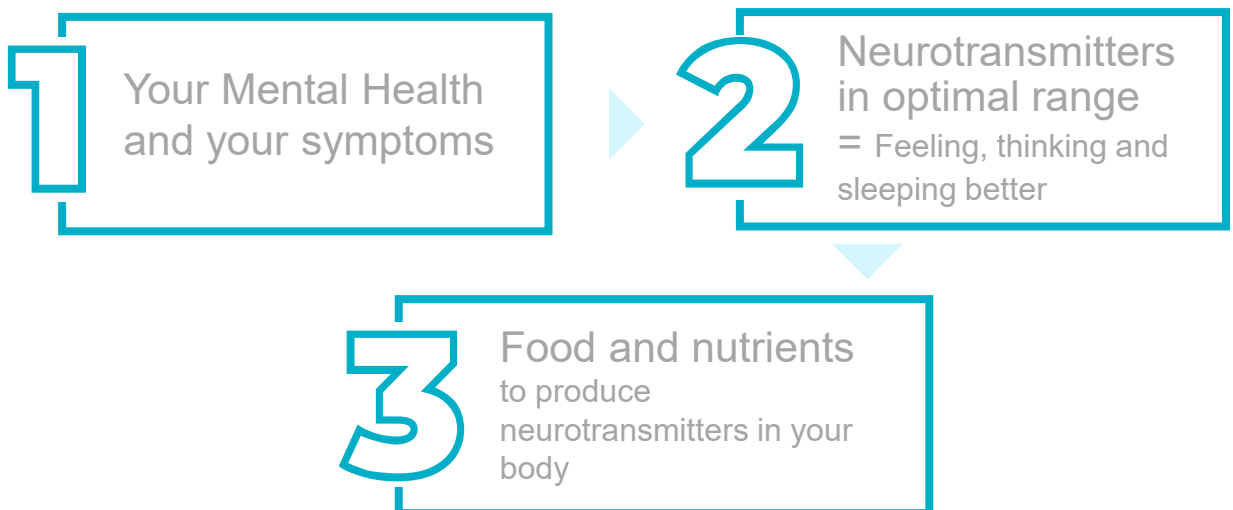 1
Your Mental Health
and your symptoms
2
Neurotransmitters
in optimal range
= Feeling, thinking and
sleeping better
3
Food and nutrients
to produce
neurotransmitters in your
body